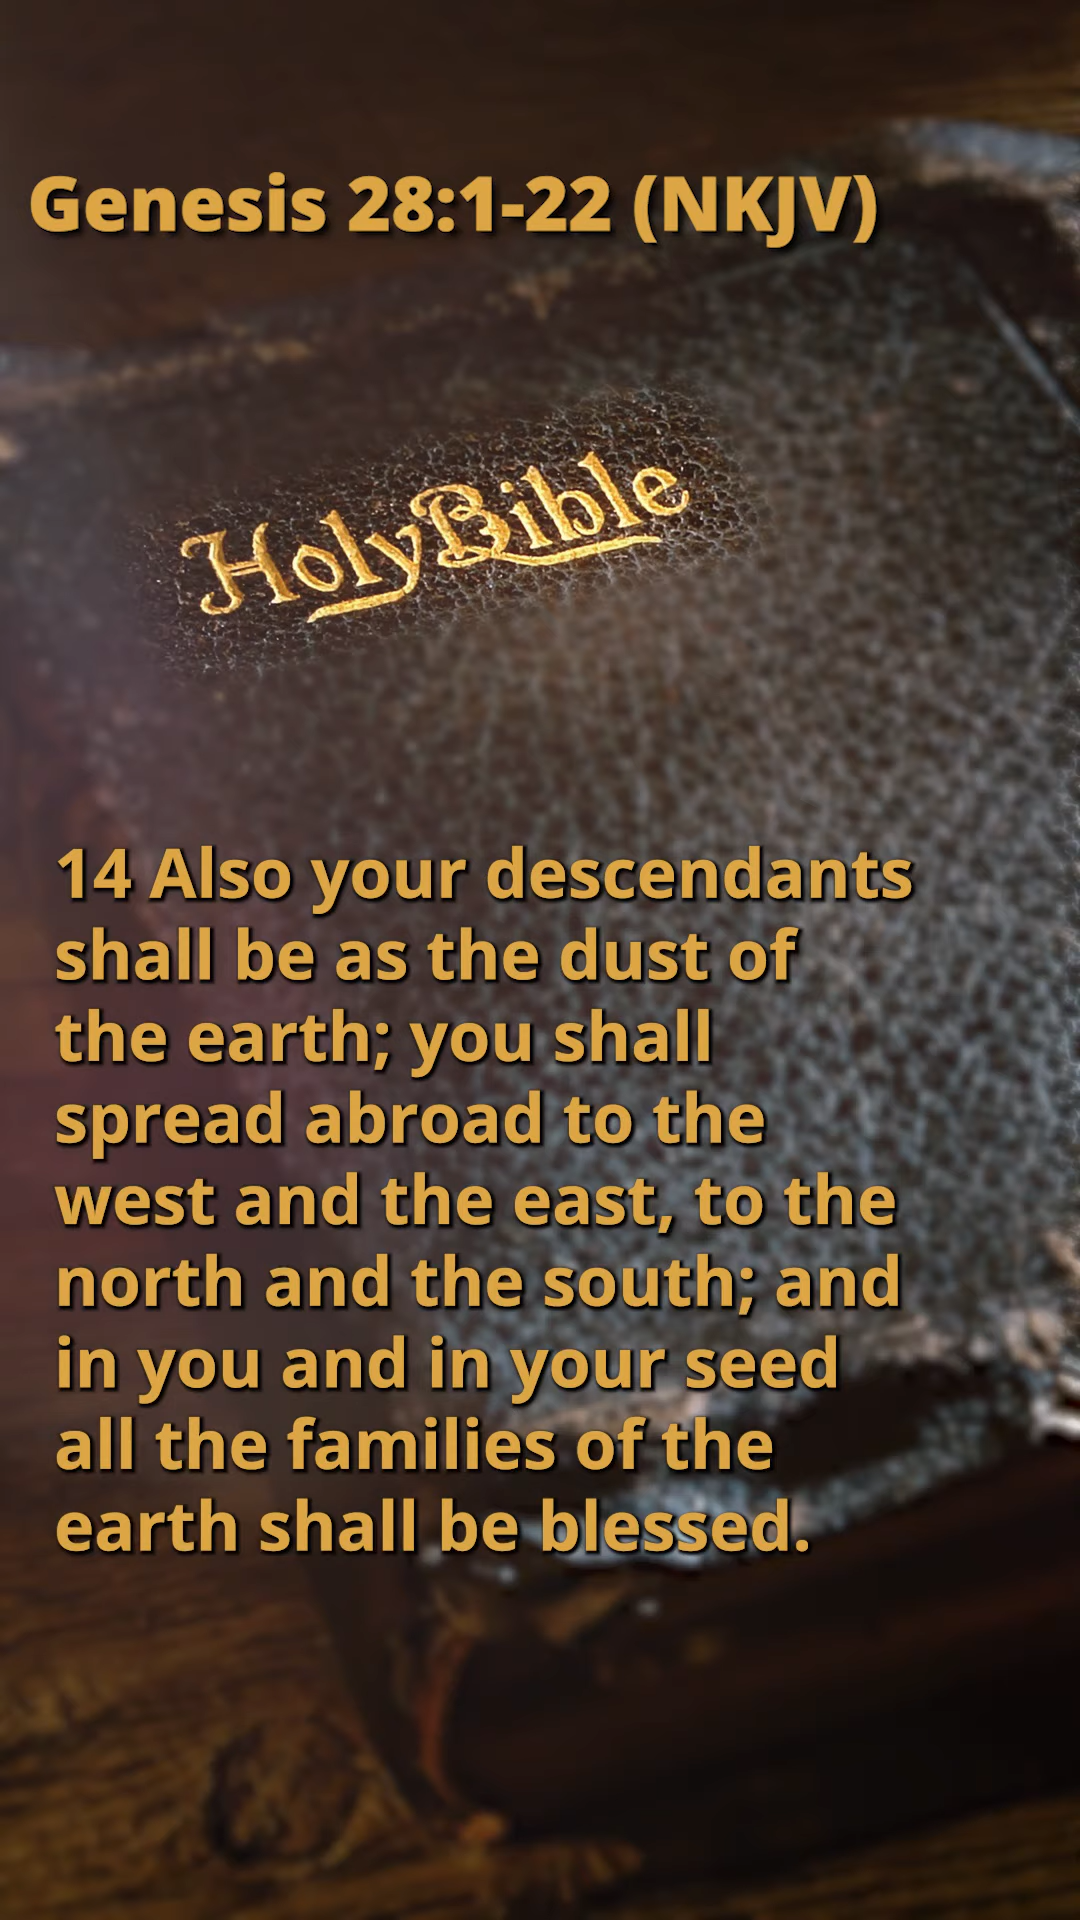 Genesis 28:1-22 (NKJV)
Holy Bible
14 Also your descendants
shall be as the dust of
the earth; you shall
spread abroad to the
west and the east, to the
north and the south; and
in you and in your seed
all the families of the
earth shall be blessed.